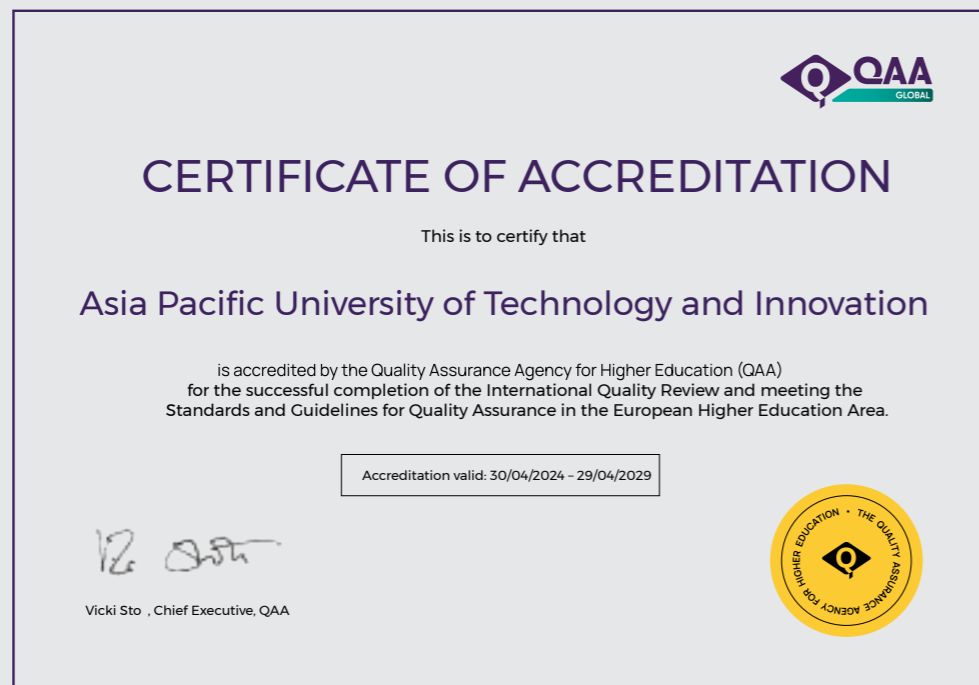 QAA
GLOBAL
CERTIFICATE OF ACCREDITATION
This is to certify that
Asia Pacific University of Technology and Innovation
is accredited by the Quality Assurance Agency for Higher Education (QAA)
for the successful completion of the International Quality Review and meeting the
Standards and Guidelines for Quality Assurance in the European Higher Education Area.
Accreditation valid: 30/04/2024 – 29/04/2029
Vicki Sto , Chief Executive, QAA
THE QUALITY ASSURANCE AGENCY FOR HIGHER EDUCATION •